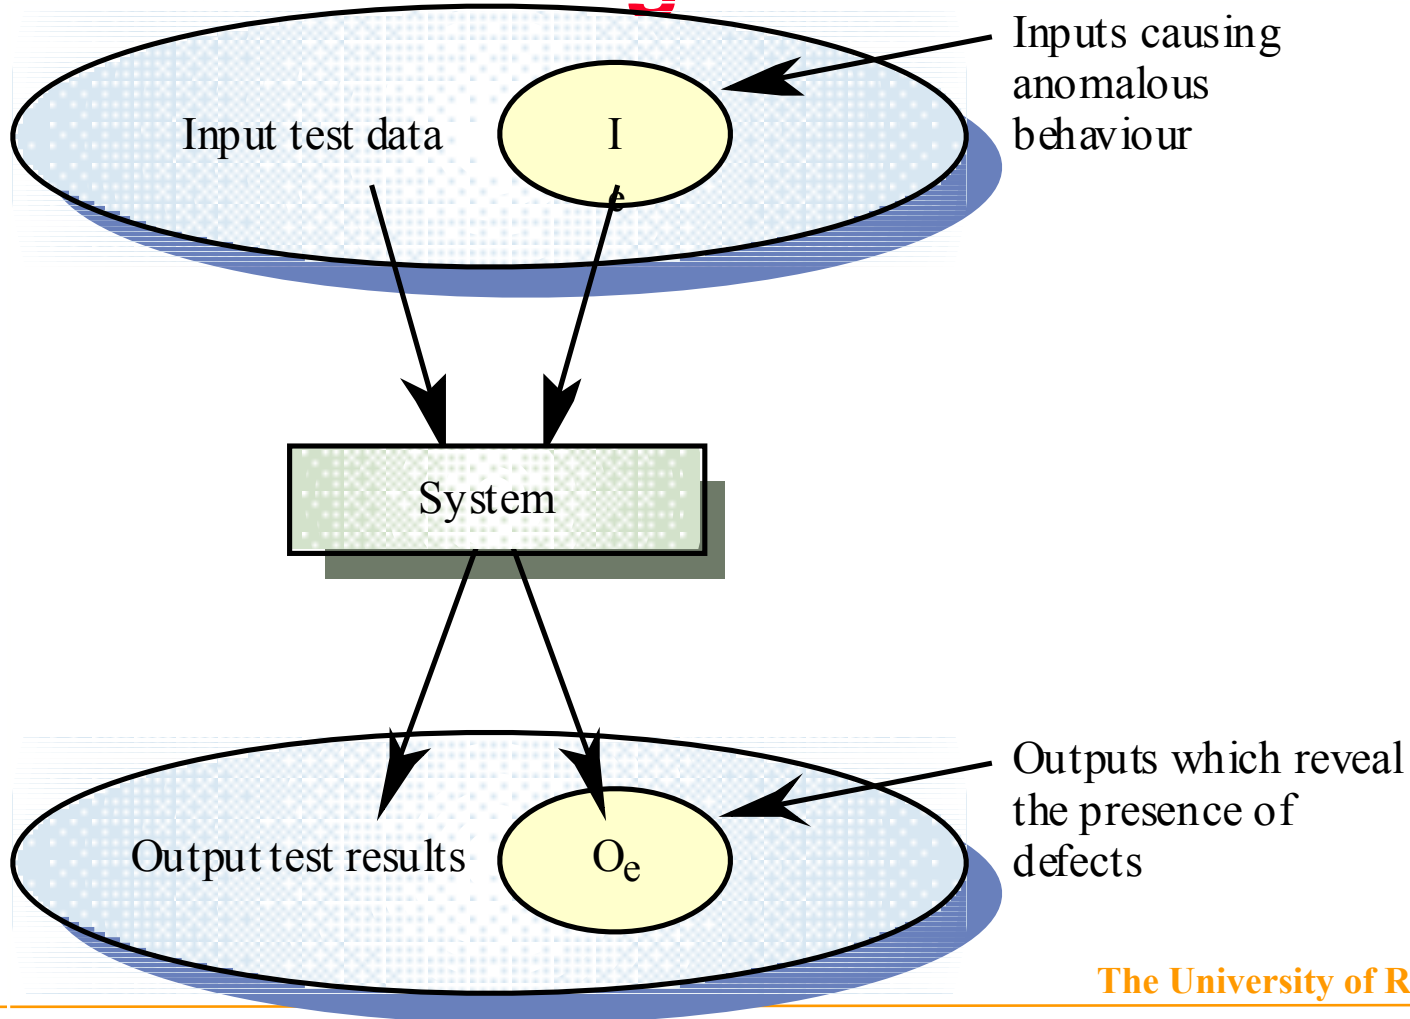 Inputs causing
anomalous
behaviour
Input test data
I
e
System
Outputs which reveal
the presence of
defects
Output test results
Oe
The University of R